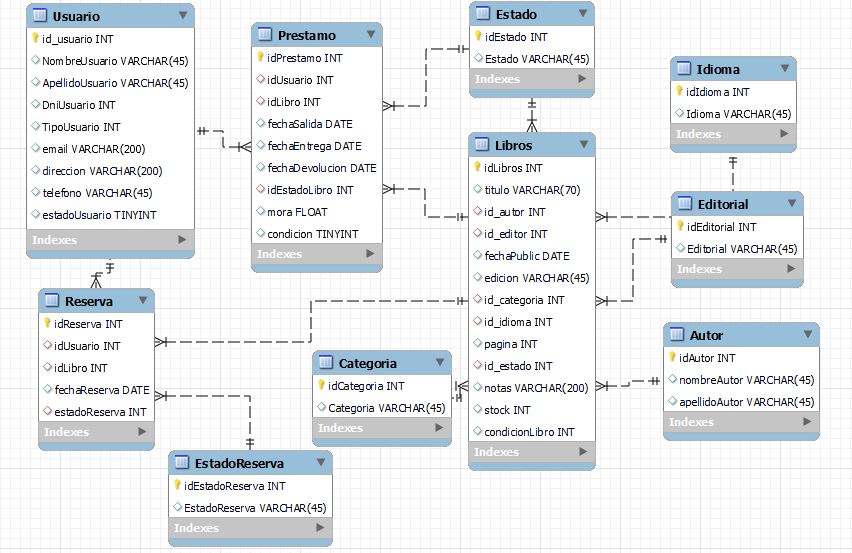 Usuario
id_usuario INT
NombreUsuario VARCHAR(45)
ApellidoUsuario VARCHAR(45)
DniUsuario INT
TipoUsuario INT
email VARCHAR(200)
direccion VARCHAR(200)
telefono VARCHAR(45)
estadoUsuario TINYINT
Indexes
Prestamo
idPrestamo INT
idUsuario INT
idLibro INT
fechaSalida DATE
fechaEntrega DATE
fechaDevolucion DATE
idEstadoLibro INT
mora FLOAT
condicion TINYINT
Indexes
Estado
idEstado INT
Estado VARCHAR(45)
Indexes
Idioma
idIdioma INT
Idioma VARCHAR(45)
Indexes
Libros
idLibros INT
titulo VARCHAR(70)
id_autor INT
id_editor INT
fechaPublic DATE
edicion VARCHAR(45)
id_categoria INT
id_idioma INT
pagina INT
id_estado INT
notas VARCHAR(200)
stock INT
condicionLibro INT
Indexes
Editorial
idEditorial INT
Editorial VARCHAR(45)
Indexes
Reserva
idReserva INT
idUsuario INT
idLibro INT
fechaReserva DATE
estadoReserva INT
Indexes
Categoria
idCategoria INT
Categoria VARCHAR(45)
Indexes
Autor
idAutor INT
nombreAutor VARCHAR(45)
apellidoAutor VARCHAR(45)
Indexes
EstadoReserva
idEstadoReserva INT
EstadoReserva VARCHAR(45)
Indexes